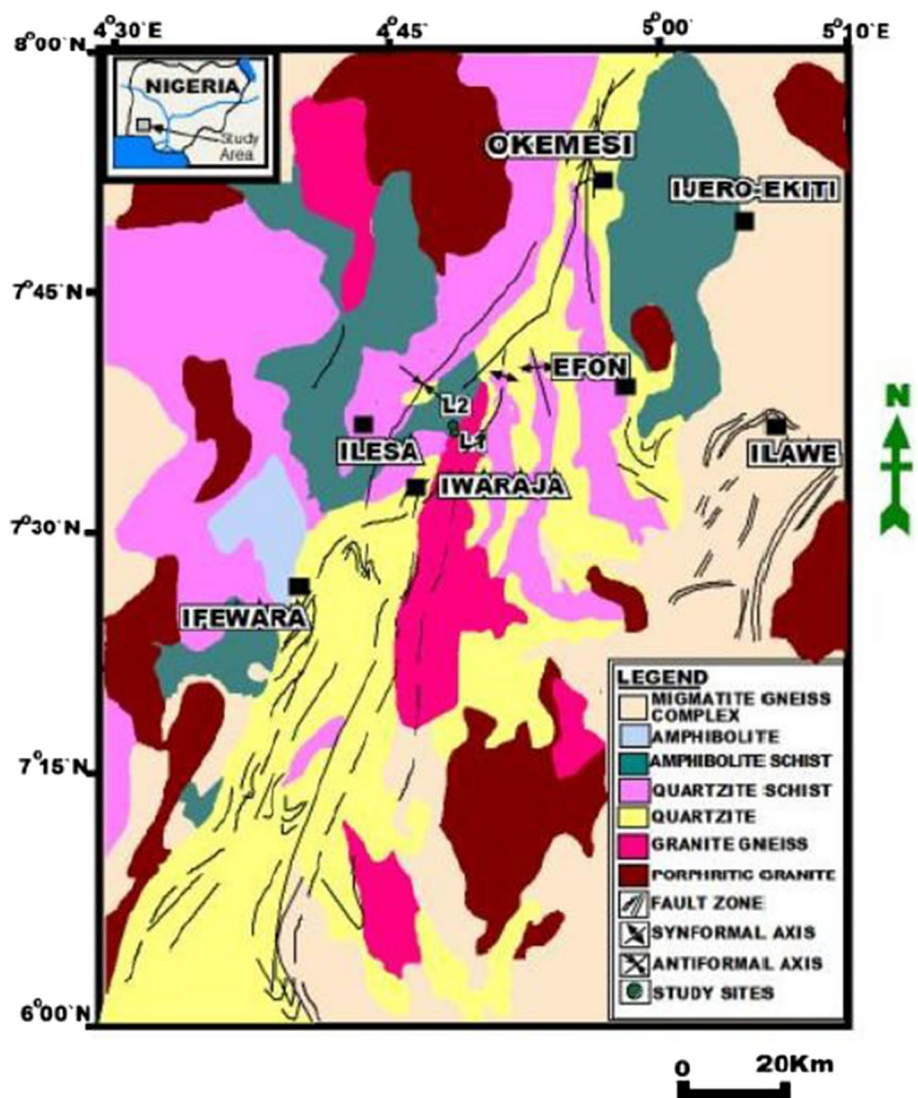 4°30'E 4°45' 5°00 5°10'E
8°00'N
NIGERIA
Study
Area
OKEMESI
IJERO-EKITI
7°45'N
EFON
N
L2
L1
ILESA
ILAWE
IWARAJA
7°30'N
IFEWARA
LEGEND
MIGMATITE GNEISS
COMPLEX
AMPHIBOLITE
AMPHIBOLITE SCHIST
7°15'N
QUARTZITE SCHIST
QUARTZITE
GRANITE GNEISS
PORPHRITIC GRANITE
FAULT ZONE
SYNFORMAL AXIS
ANTIFORMAL AXIS
STUDY SITES
6°00'N
0 20Km